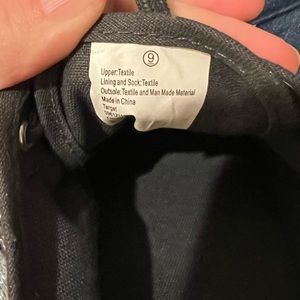 9
Upper:Textile
Lining and Sock:Textile
Outsole:Textile and Man Made Material
Made in China
Target